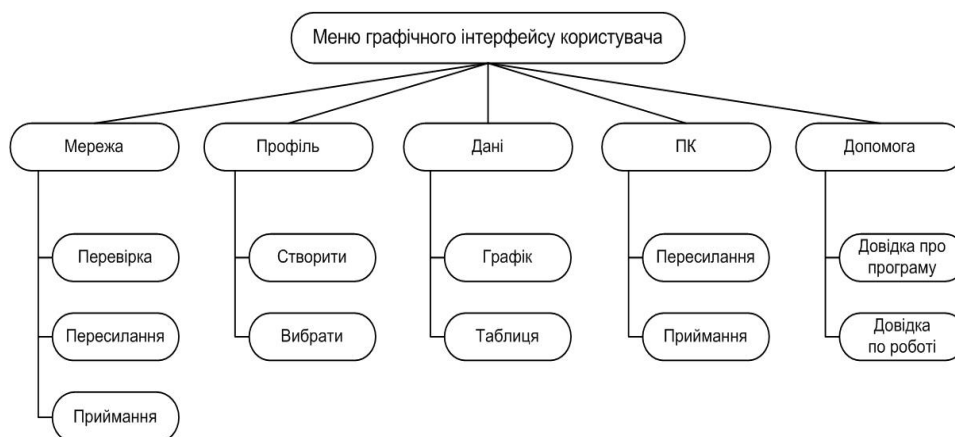 Меню графічного інтерфейсу користувача
Мережа
Профіль
Дані
ПК
Допомога
Перевірка
Створити
Графік
Пересилання
Довідка про
програму
Пересилання
Вибрати
Таблиця
Приймання
Довідка
по роботі
Приймання